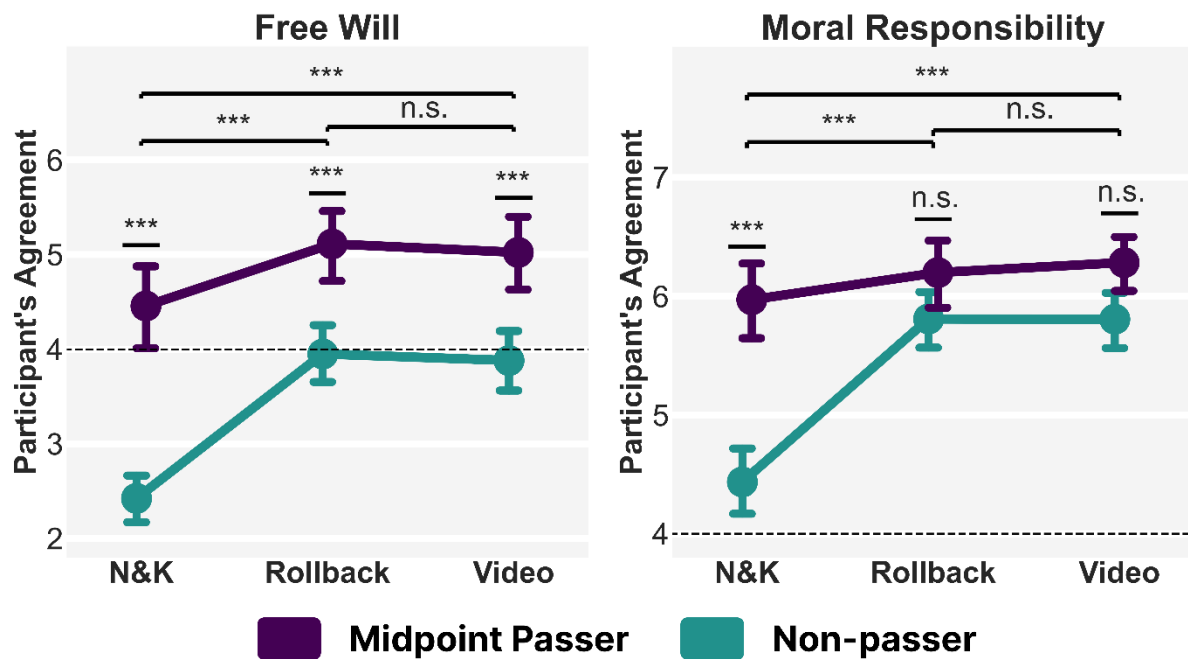 Free Will
Moral Responsibility
Participant's Agreement
***
***
n.s.
***
***
***
6
5
4
3
2
N&K
Rollback
Video
Participant's Agreement
***
***
n.s.
***
n.s.
n.s.
7
6
5
4
N&K
Rollback
Video
Midpoint Passer
Non-passer